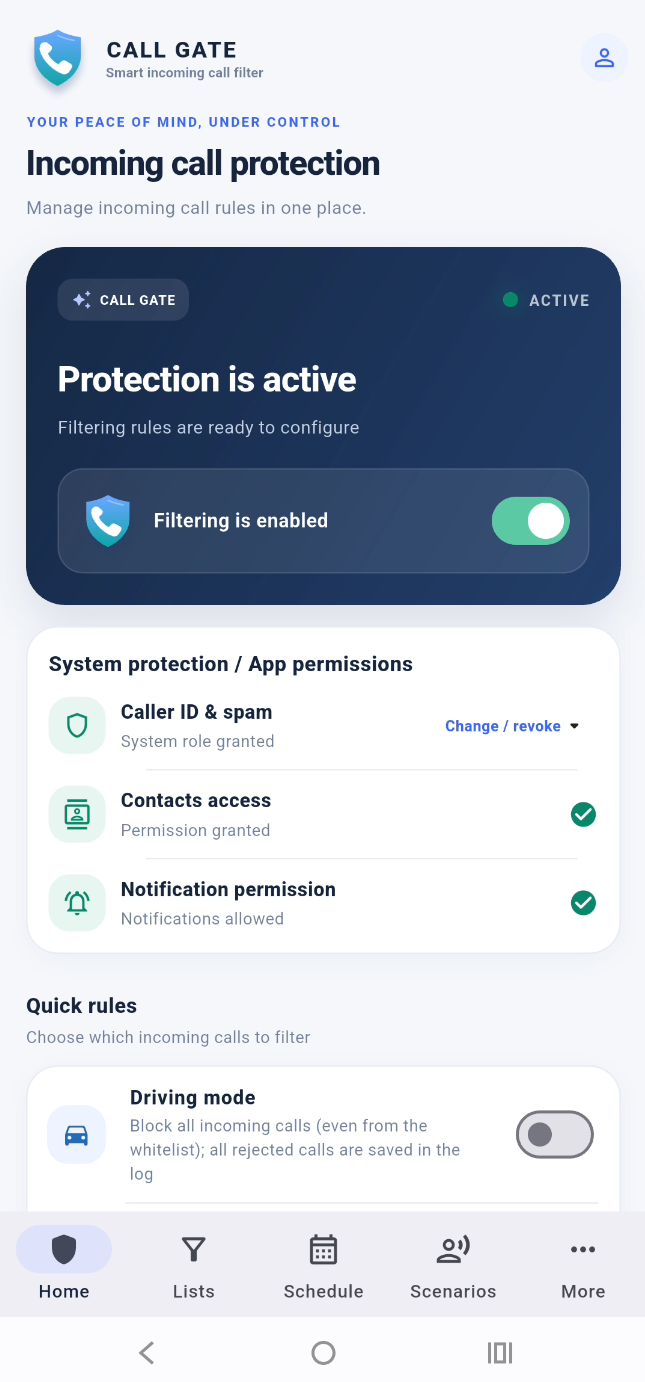 CALL GATE
Smart incoming call filter
YOUR PEACE OF MIND, UNDER CONTROL
Incoming call protection
Manage incoming call rules in one place.
CALL GATE
ACTIVE
Protection is active
Filtering rules are ready to configure
Filtering is enabled
System protection / App permissions
Caller ID & spam
System role granted
Change / revoke
Contacts access
Permission granted
Notification permission
Notifications allowed
Quick rules
Choose which incoming calls to filter
Driving mode
Block all incoming calls (even from the
whitelist); all rejected calls are saved in the
log
Home
Lists
Schedule
Scenarios
More